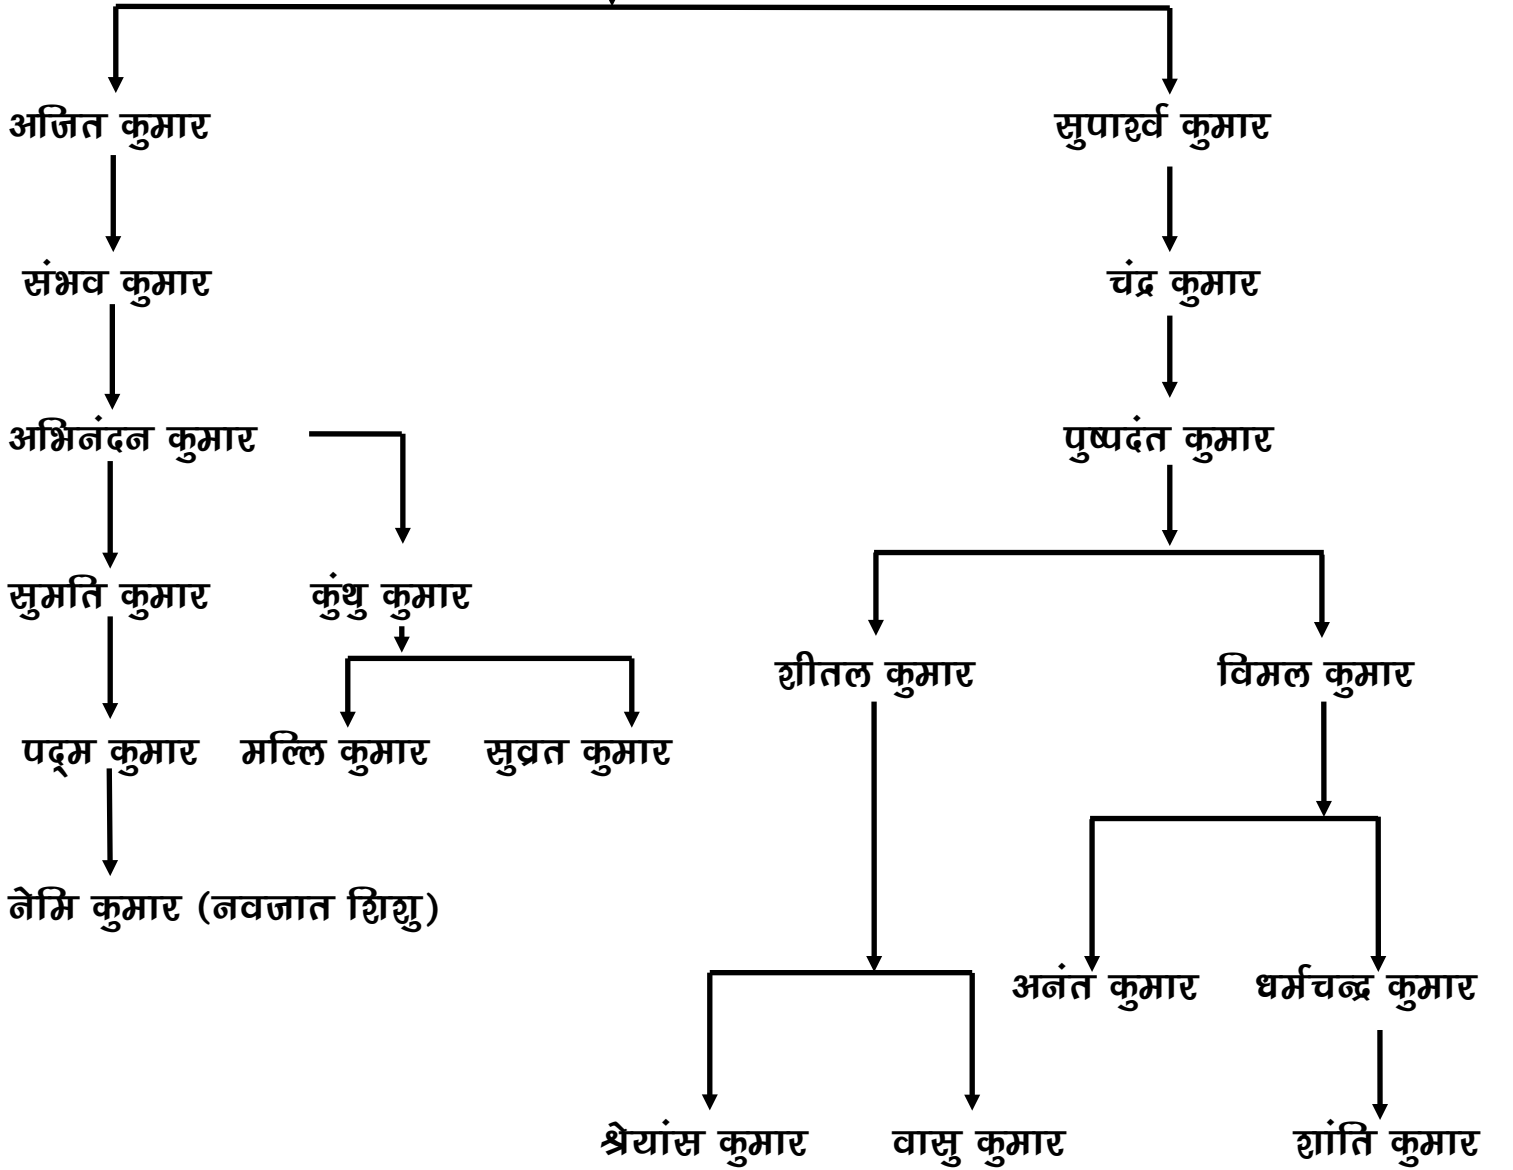 अजित कुमार सुपार्श्व कुमार
संभव कुमार चंद्र कुमार
अभिनंदन कुमार पुष्पदंत कुमार
सुमति कुमार कुंथु कुमार
शीतल कुमार विमल कुमार
पद्म कुमार मल्लि कुमार सुव्रत कुमार
नेमि कुमार (नवजात शिशु)
अनंत कुमार धर्मचन्द्र कुमार
श्रेयांस कुमार वासु कुमार शांति कुमार